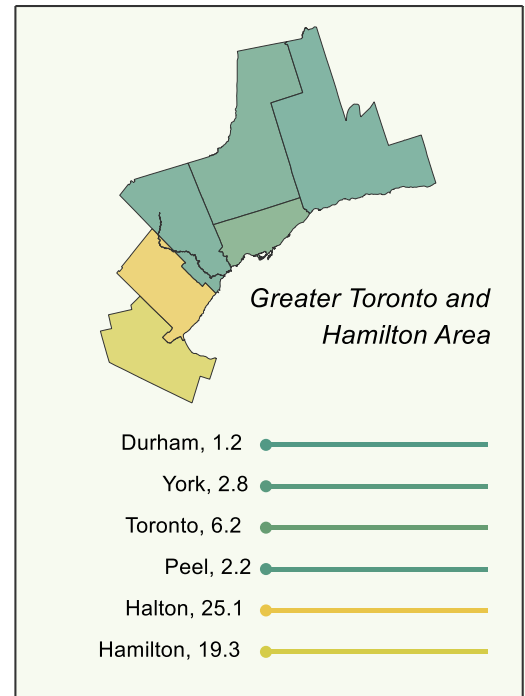 Greater Toronto and
Hamilton Area
Durham, 1.2
York, 2.8
Toronto, 6.2
Peel, 2.2
Halton, 25.1
Hamilton, 19.3